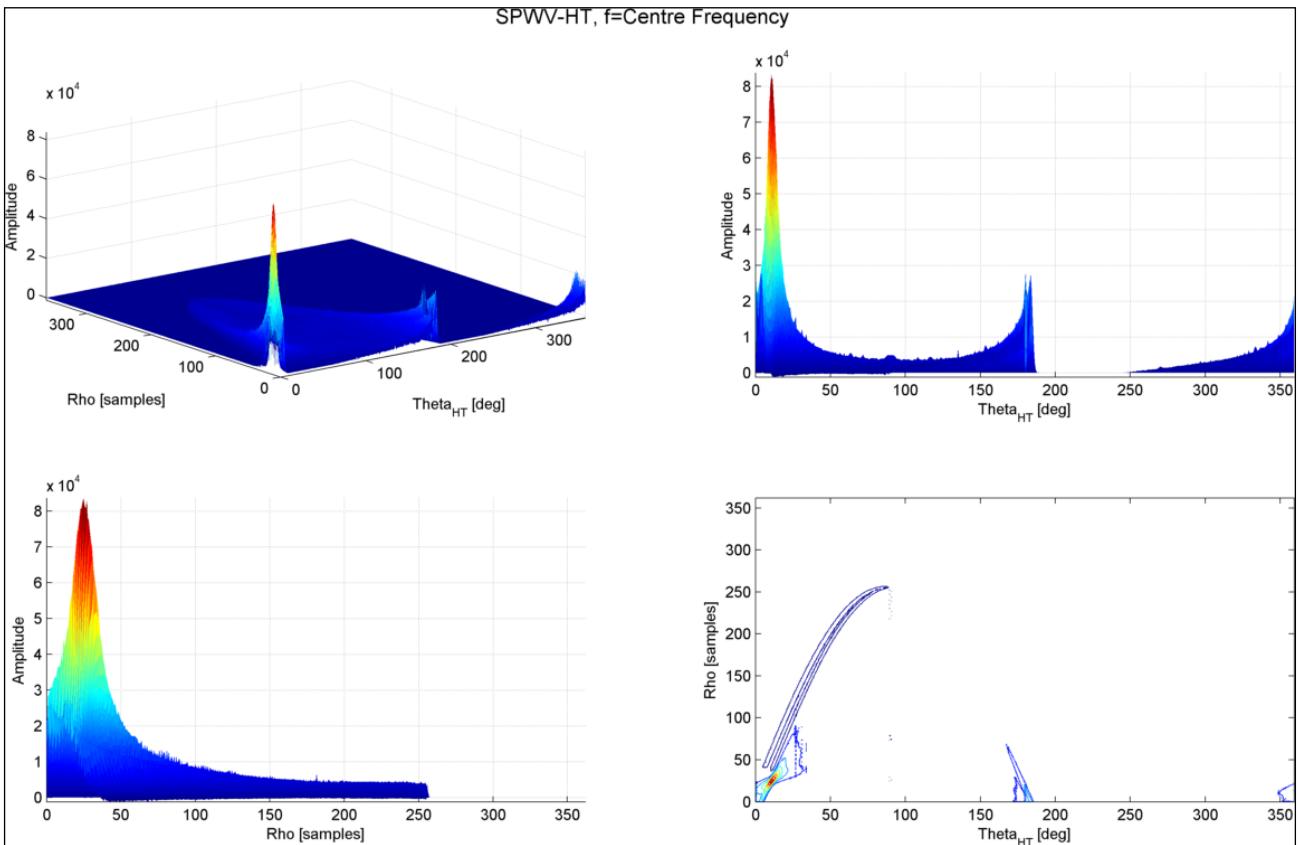 SPWV-HT, f=Centre Frequency
x 10^4
8
6
4
2
0
Amplitude
300
200
100
0
Rho [samples]
0
100
200
300
Theta_HT [deg]
x 10^4
8
7
6
5
4
3
2
1
0
Amplitude
0 50 100 150 200 250 300 350
Theta_HT [deg]
x 10^4
8
7
6
5
4
3
2
1
0
Amplitude
0 50 100 150 200 250 300 350
Rho [samples]
350
300
250
200
150
100
50
0
Rho [samples]
0 50 100 150 200 250 300 350
Theta_HT [deg]